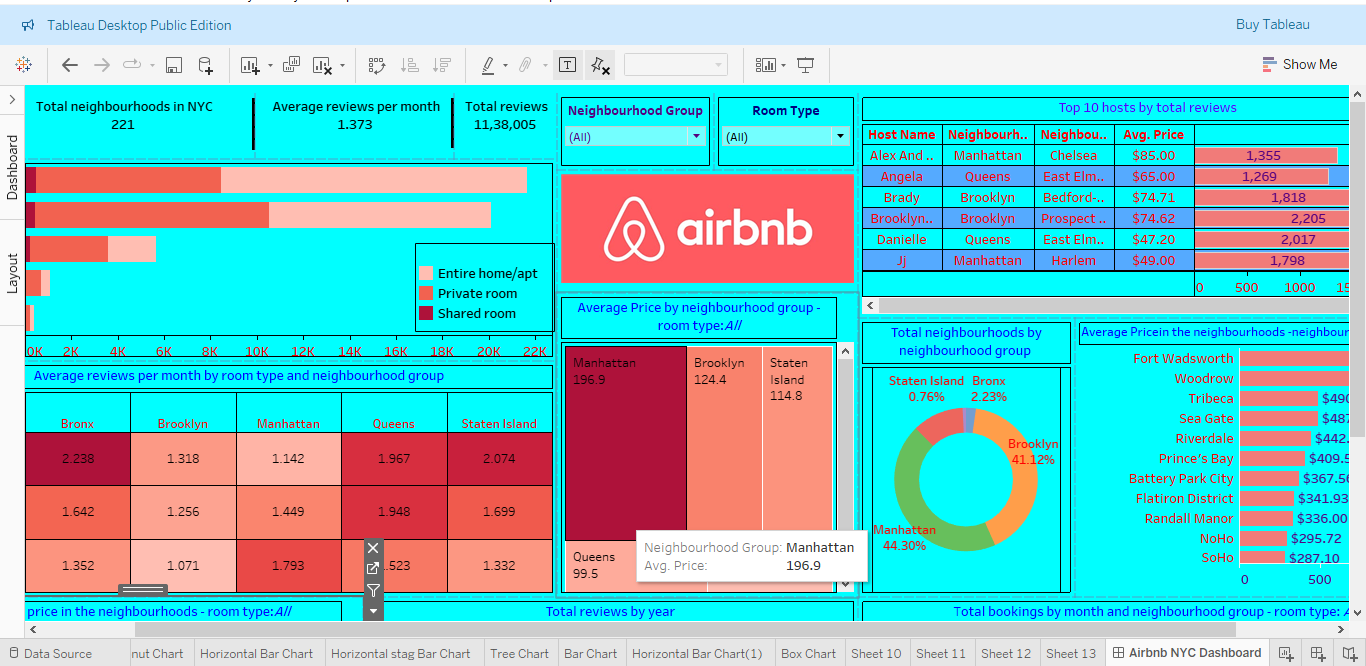 Tableau Desktop Public Edition
Buy Tableau
Show Me
Dashboard
Layout
Total neighbourhoods in NYC
221
Average reviews per month
1.373
Total reviews
11,38,005
Entire home/apt
Private room
Shared room
0K 2K 4K 6K 8K 10K 12K 14K 16K 18K 20K 22K
Average reviews per month by room type and neighbourhood group
Bronx Brooklyn Manhattan Queens Staten Island
2.238 1.318 1.142 1.967 2.074
1.642 1.256 1.449 1.948 1.699
1.352 1.071 1.793 .523 1.332
price in the neighborhoods - room type:All
Neighbourhood Group
(All)
Room Type
(All)
airbnb
Average Price by neighbourhood group -
room type:All
Manhattan
196.9
Brooklyn
124.4
Staten
Island
114.8
Queens
99.5
Neighbourhood Group: Manhattan
Avg. Price: 196.9
Total reviews by year
Top 10 hosts by total reviews
Host Name Neighbourh.. Neighbou.. Avg. Price
Alex And .. Manhattan Chelsea $85.00 1,355
Angela Queens East Elm.. $65.00 1,269
Brady Brooklyn Bedford-.. $74.71 1,818
Brooklyn.. Brooklyn Prospect .. $74.62 2,205
Danielle Queens East Elm.. $47.20 2,017
Jj Manhattan Harlem $49.00 1,798
0 500 1000 15
Total neighbourhoods by
neighbourhood group
Staten Island
0.76%
Bronx
2.23%
Brooklyn
41.12%
Manhattan
44.30%
Average Pricein the neighbourhoods -neighbour
Fort Wadsworth
Woodrow
Tribeca $490
Sea Gate $487
Riverdale $442.
Prince's Bay $409.5
Battery Park City $367.56
Flatiron District $341.93
Randall Manor $336.00
NoHo $295.72
SoHo $287.10
0 500
Total bookings by month and neighbourhood group - room type: A
Data Source
nut Chart
Horizontal Bar Chart
Horizontal stag Bar Chart
Tree Chart
Bar Chart
Horizontal Bar Chart(1)
Box Chart
Sheet 10
Sheet 11
Sheet 12
Sheet 13
Airbnb NYC Dashboard